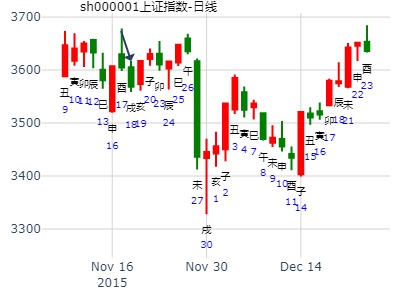 sh000001上证指数-日线
3700
3600
3500
3400
3300
丑
9
寅
10
卯
11
辰
12
巳
13
申
16
酉
17
戌
18
亥
19
子
20
卯
23
辰
24
巳
25
午
26
未
27
戌
30
亥
1
子
2
丑
3
寅
4
巳
7
午
8
未
9
申
酉
11
子
14
丑
15
寅
16
卯
17
辰
18
未
21
申
22
酉
23
Nov 16
2015
Nov 30
Dec 14